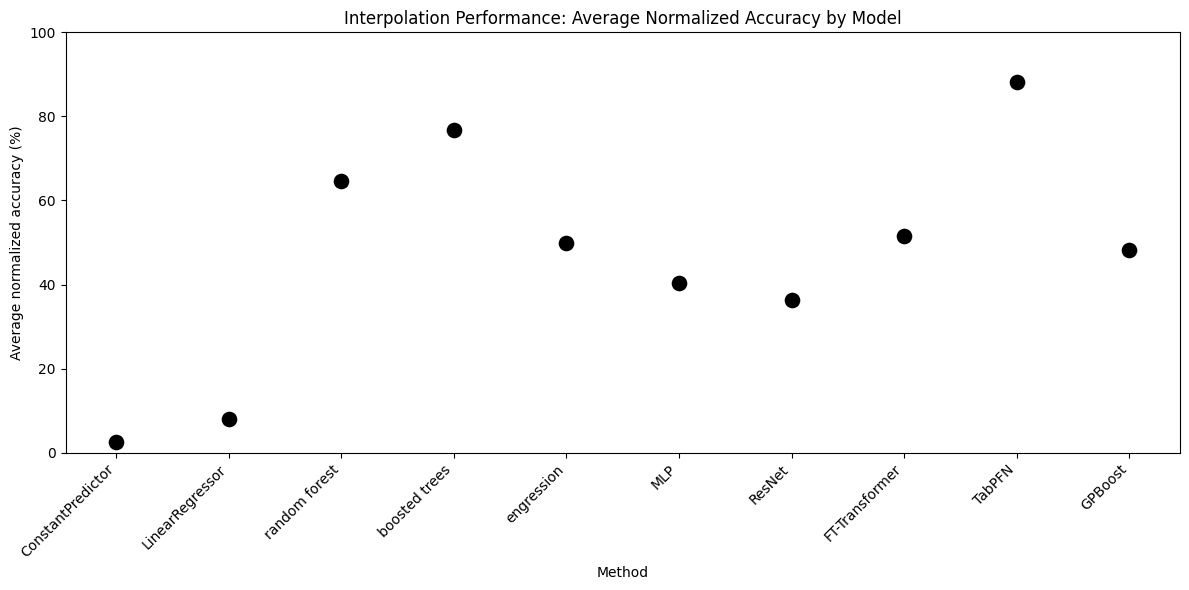 Interpolation Performance: Average Normalized Accuracy by Model
Average normalized accuracy (%)
100
80
60
40
20
0
ConstantPredictor
LinearRegressor
random forest
boosted trees
engression
MLP
ResNet
FT-Transformer
TabPFN
GPBoost
Method